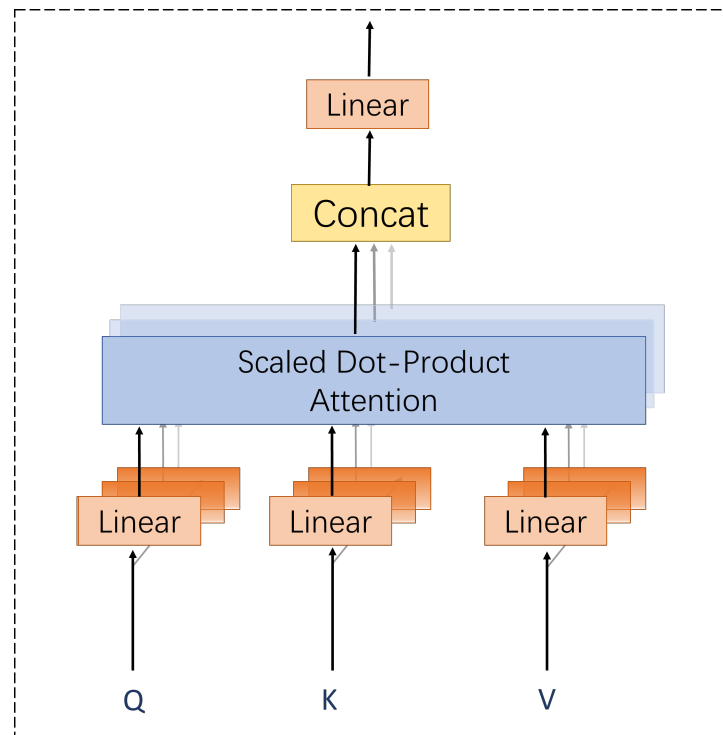 Linear
Concat
Scaled Dot-Product
Attention
Linear
Linear
Linear
Q
K
V